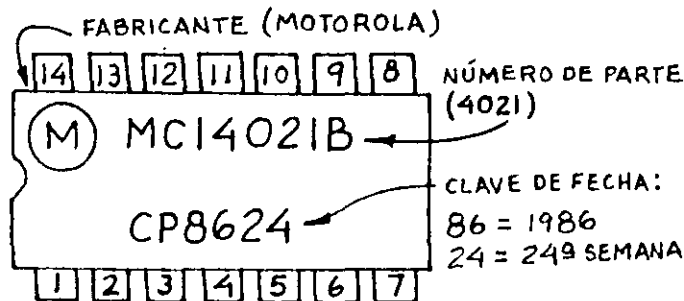 FABRICANTE (MOTOROLA)
14 13 12 11 10 9 8
NÚMERO DE PARTE
(4021)
M MC14021B
CLAVE DE FECHA:
CP8624
86 = 1986
24 = 24ª SEMANA
1 2 3 4 5 6 7